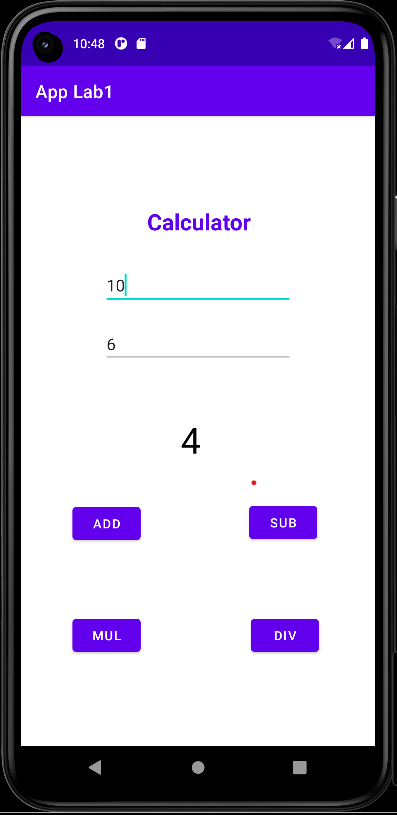 10:48
App Lab1
Calculator
10
6
4
ADD SUB
MUL DIV